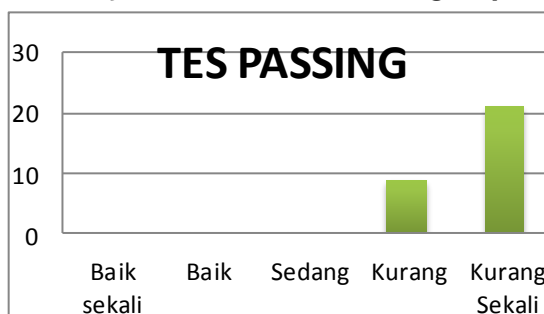 TES PASSING
30
20
10
0
Baik sekali
Baik
Sedang
Kurang
Kurang Sekali